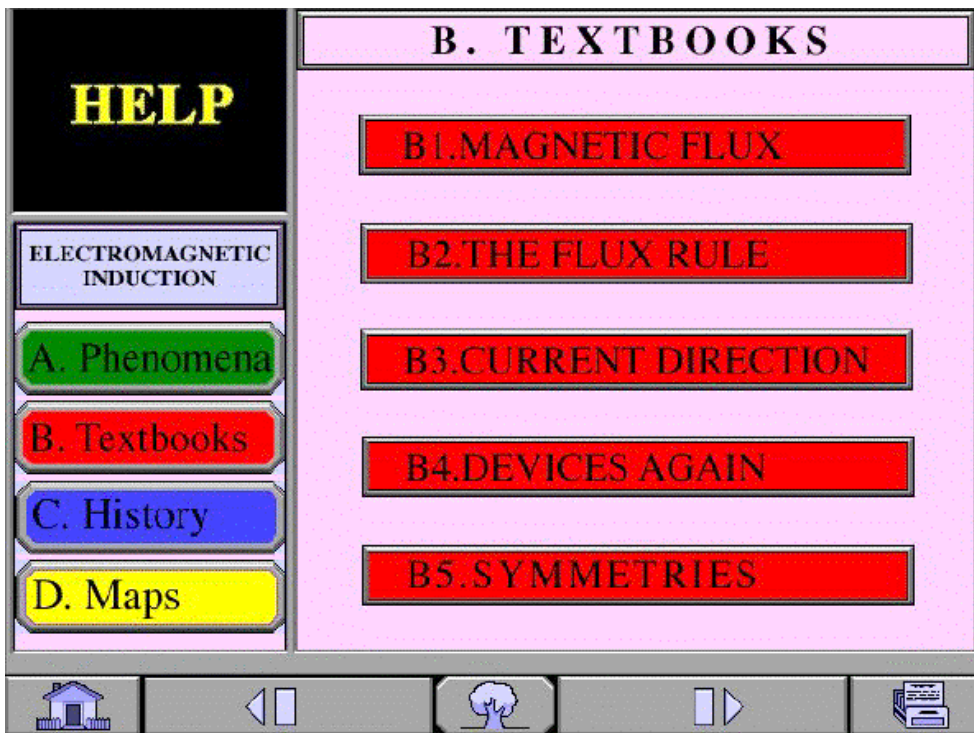 HELP
ELECTROMAGNETIC
INDUCTION
A. Phenomena
B. Textbooks
C. History
D. Maps
B. TEXTBOOKS
B1.MAGNETIC FLUX
B2.THE FLUX RULE
B3.CURRENT DIRECTION
B4.DEVICES AGAIN
B5.SYMMETRIES